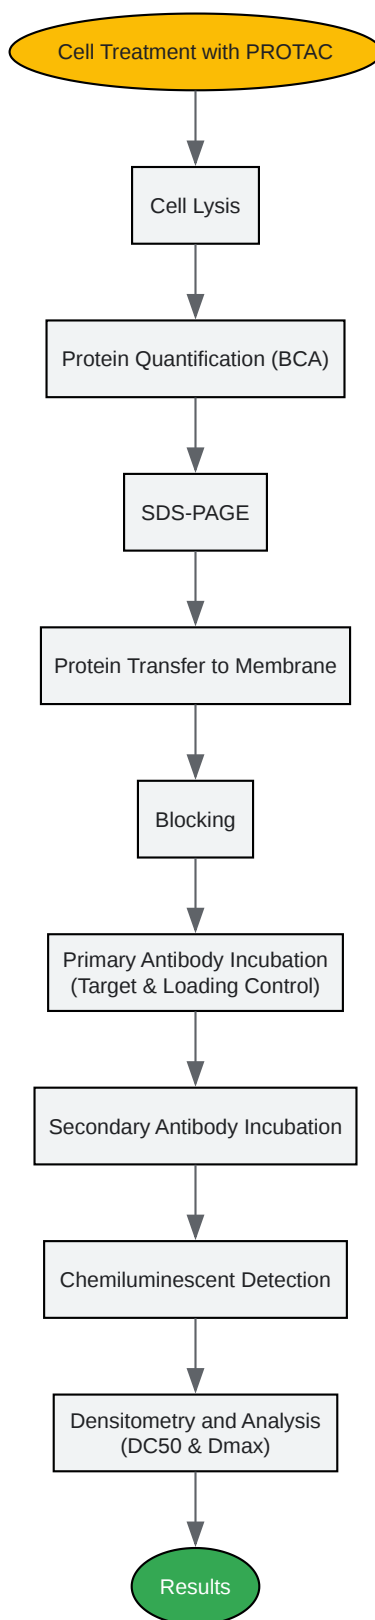 Cell Treatment with PROTAC
Cell Lysis
Protein Quantification (BCA)
SDS-PAGE
Protein Transfer to Membrane
Blocking
Primary Antibody Incubation
(Target & Loading Control)
Secondary Antibody Incubation
Chemiluminescent Detection
Densitometry and Analysis
(DC50 & Dmax)
Results